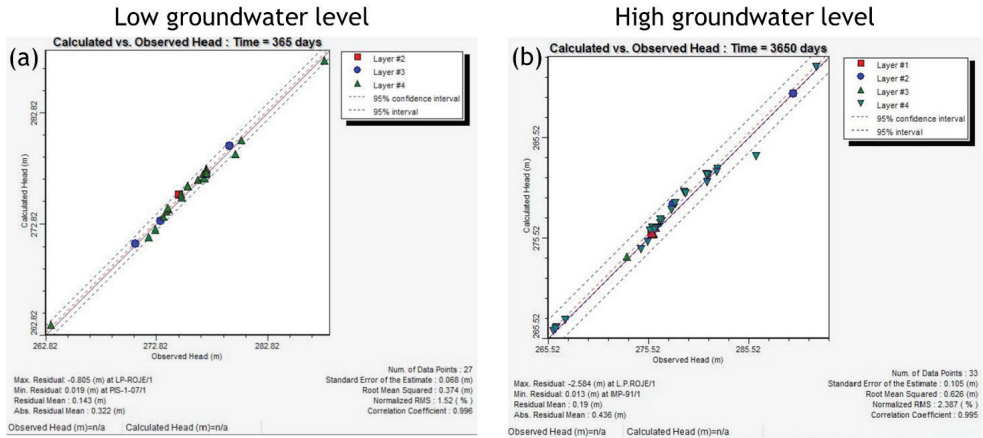 Low groundwater level
(a)
Calculated vs. Observed Head : Time = 365 days
Layer #2
Layer #3
Layer #4
95% confidence interval
95% interval
Calculated Head (m)
282.82
272.82
262.82
262.82 272.82 282.82
Observed Head (m)
Max. Residual: -0.805 (m) at LP-ROJE/1
Min. Residual: 0.019 (m) at PIS-1-07/1
Residual Mean : 0.143 (m)
Abs. Residual Mean : 0.322 (m)
Num. of Data Points : 27
Standard Error of the Estimate : 0.068 (m)
Root Mean Squared : 0.374 (m)
Normalized RMS : 1.52 ( % )
Correlation Coefficient : 0.996
Observed Head (m)=n/a Calculated Head (m)=n/a
High groundwater level
(b)
Calculated vs. Observed Head : Time = 3650 days
Layer #1
Layer #2
Layer #3
Layer #4
95% confidence interval
95% interval
Calculated Head (m)
285.52
275.52
265.52
265.52 275.52 285.52
Observed Head (m)
Max. Residual: -2.584 (m) at L.P.ROJE/1
Min. Residual: 0.013 (m) at IMP-91/1
Residual Mean : 0.19 (m)
Abs. Residual Mean : 0.436 (m)
Num. of Data Points : 33
Standard Error of the Estimate : 0.105 (m)
Root Mean Squared : 0.626 (m)
Normalized RMS : 2.387 ( % )
Correlation Coefficient : 0.995
Observed Head (m)=n/a Calculated Head (m)=n/a